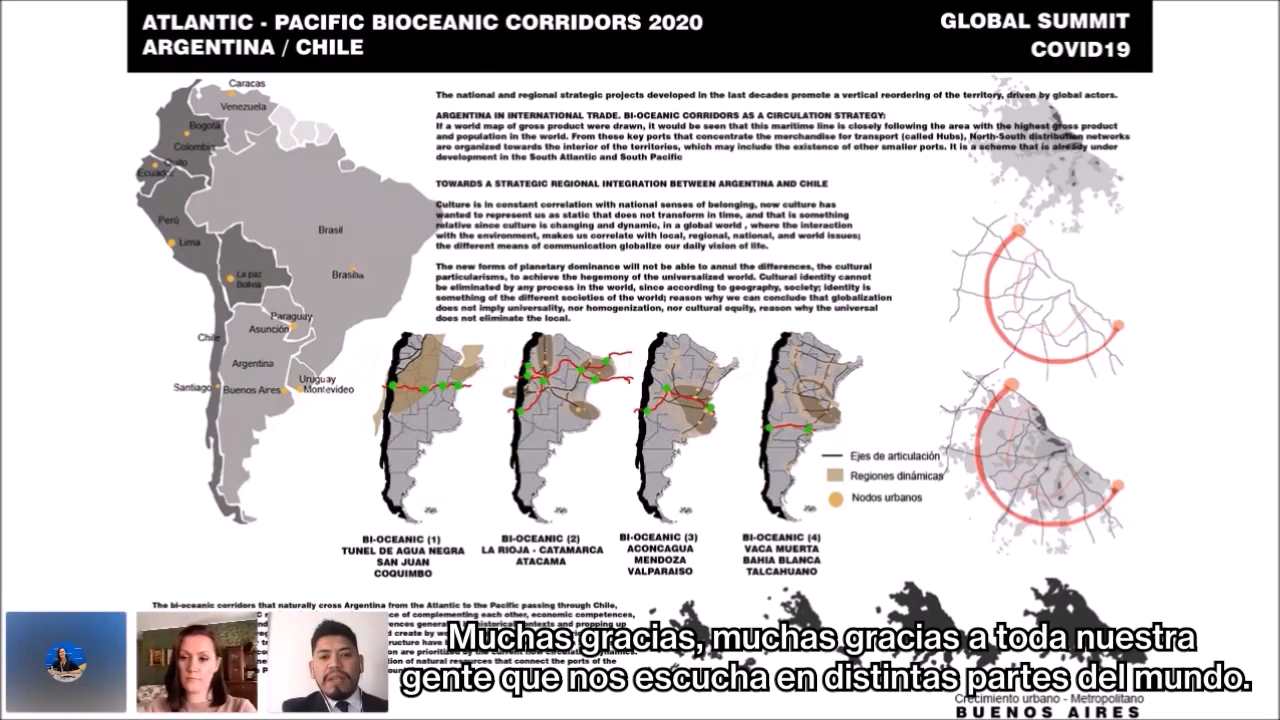 ATLANTIC - PACIFIC BIOCEANIC CORRIDORS 2020
ARGENTINA / CHILE
GLOBAL SUMMIT
COVID19
The national and regional strategic projects developed in the last decades promote a vertical reordering of the territory, driven by global actors.
ARGENTINA IN INTERNATIONAL TRADE. BI-OCEANIC CORRIDORS AS A CIRCULATION STRATEGY:
If a world map of gross product were drawn, it would be seen that this maritime line is closely following the area with the highest gross product
and population in the world. From these key ports that concentrate the merchandise for transport (called Hubs), North-South distribution networks
are organized towards the interior of the territories, which may include the existence of other smaller ports. It is a scheme that is already under
development in the South Atlantic and South Pacific
TOWARDS A STRATEGIC REGIONAL INTEGRATION BETWEEN ARGENTINA AND CHILE
Culture is in constant correlation with national senses of belonging, now culture has
wanted to represent us as static that does not transform in time, and that is something
relative since culture is changing and dynamic, in a global world , where the interaction
with the environment, makes us correlate with local, regional, national, and world issues;
the different means of communication globalize our daily vision of life.
The new forms of planetary dominance will not be able to annul the differences, the cultural
particularisms, to achieve the hegemony of the universalized world. Cultural identity cannot
be eliminated by any process in the world, since according to geography, society; identity is
something of the different societies of the world; reason why we can conclude that globalization
does not imply universality, nor homogenization, nor cultural equity, reason why the universal
does not eliminate the local.
Caracas
Venezuela
Bogota
Colombia
Quito
Ecuador
Perú
Lima
Brasil
Brasilia
La paz
Bolivia
Paraguay
Asunción
Chile
Argentina
Santiago
Buenos Aires
Uruguay
Montevideo
Ejes de articulación
Regiones dinámicas
Nodos urbanos
BI-OCEANIC (1)
TUNEL DE AGUA NEGRA
SAN JUAN
COQUIMBO
BI-OCEANIC (2)
LA RIOJA - CATAMARCA
ATACAMA
BI-OCEANIC (3)
ACONCAGUA
MENDOZA
VALPARAISO
BI-OCEANIC (4)
VACA MUERTA
BAHIA BLANCA
TALCAHUANO
The bi-oceanic corridors that naturally cross Argentina from the Atlantic to the Pacific passing through Chile,
ce of complementing each other, economic competences,
Muchas gracias, muchas gracias a toda nuestra
gente que nos escucha en distintas partes del mundo.
Crecimiento urbano - Metropolitano
BUENOS AIRES